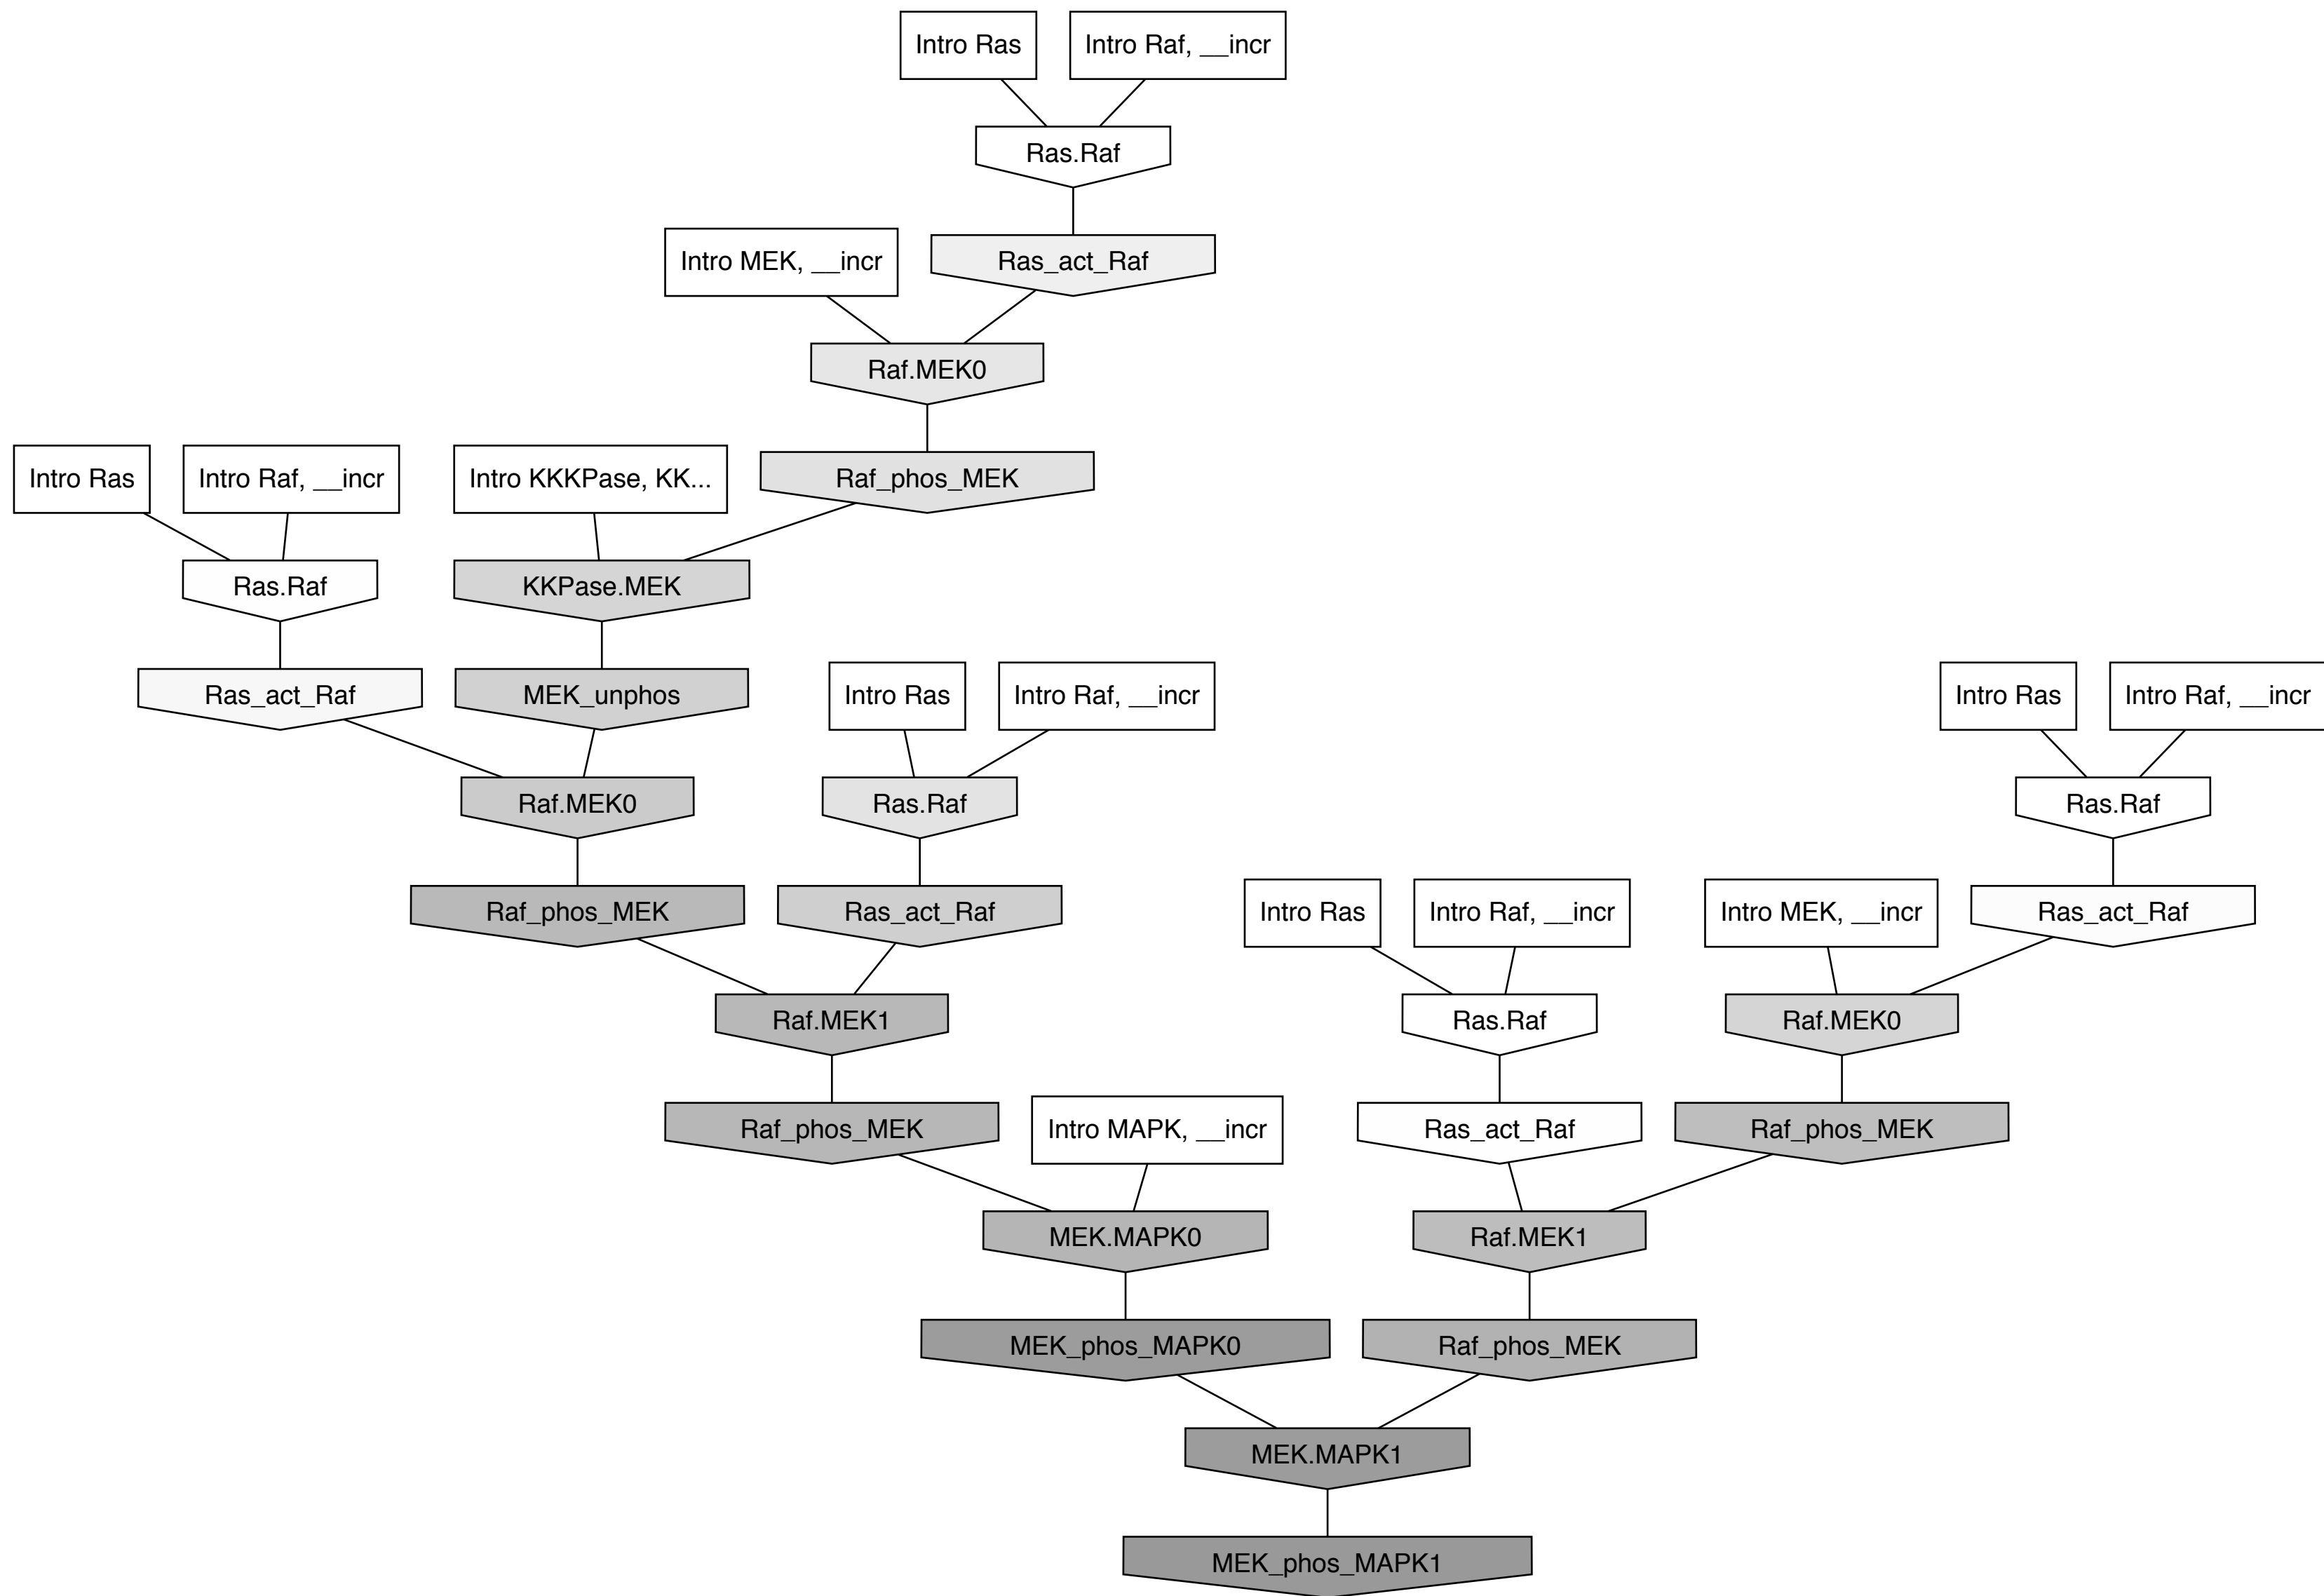 Intro Ras
Intro Raf, __incr
Ras.Raf
Intro MEK, __incr
Ras_act_Raf
Raf.MEK0
Intro Ras
Intro Raf, __incr
Intro KKKPase, KK...
Raf_phos_MEK
Ras.Raf
KKPase.MEK
Ras_act_Raf
MEK_unphos
Intro Ras
Intro Raf, __incr
Intro Ras
Intro Raf, __incr
Raf.MEK0
Ras.Raf
Ras.Raf
Raf_phos_MEK
Ras_act_Raf
Intro Ras
Intro Raf, __incr
Intro MEK, __incr
Ras_act_Raf
Raf.MEK1
Ras.Raf
Raf.MEK0
Raf_phos_MEK
Intro MAPK, __incr
Ras_act_Raf
Raf_phos_MEK
MEK.MAPK0
Raf.MEK1
MEK_phos_MAPK0
Raf_phos_MEK
MEK.MAPK1
MEK_phos_MAPK1